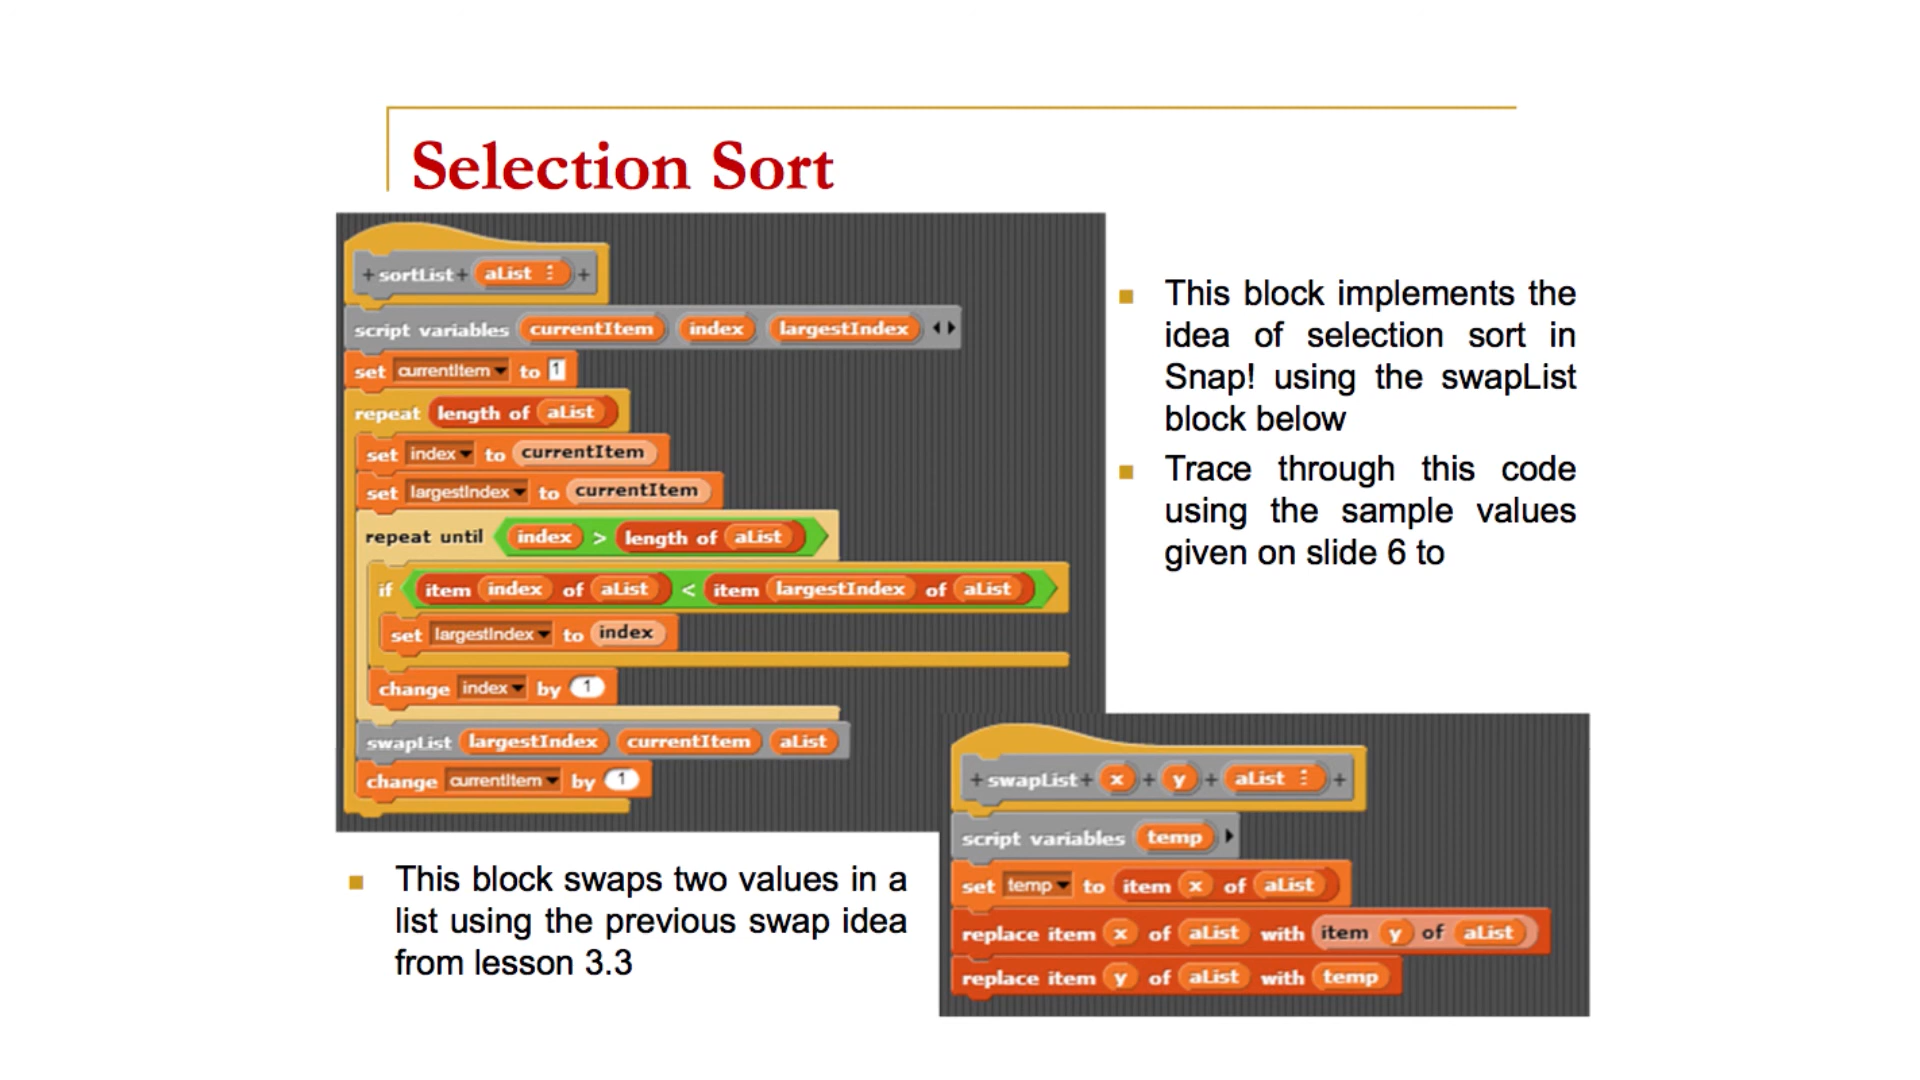 Selection Sort
+sortList+ aList ⋮ +
script variables currentItem index largestIndex
set currentItem to 1
repeat length of aList
set index to currentItem
set largestIndex to currentItem
repeat until index > length of aList
if item index of aList < item largestIndex of aList
set largestIndex to index
change index by 1
swapList largestIndex currentItem aList
change currentItem by 1
This block implements the
idea of selection sort in
Snap! using the swapList
block below
Trace through this code
using the sample values
given on slide 6 to
This block swaps two values in a
list using the previous swap idea
from lesson 3.3
+swapList+ x + y + aList ⋮ +
script variables temp
set temp to item x of aList
replace item x of aList with item y of aList
replace item y of aList with temp